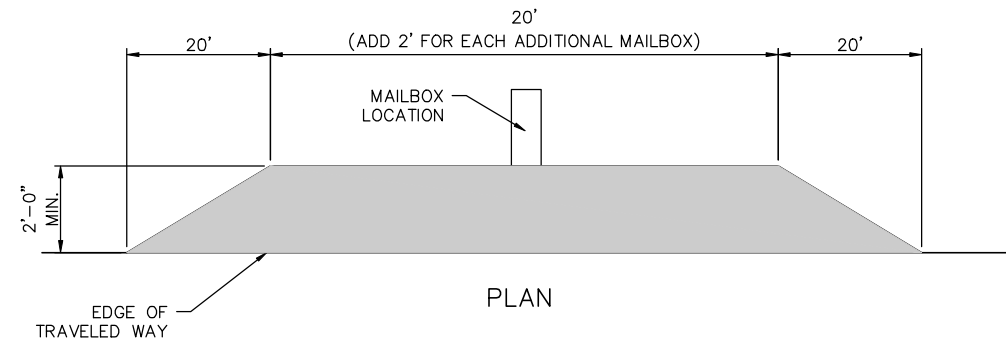 20'
(ADD 2' FOR EACH ADDITIONAL MAILBOX)
20'
20'
MAILBOX
LOCATION
2'-0"
MIN.
EDGE OF
TRAVELED WAY
PLAN